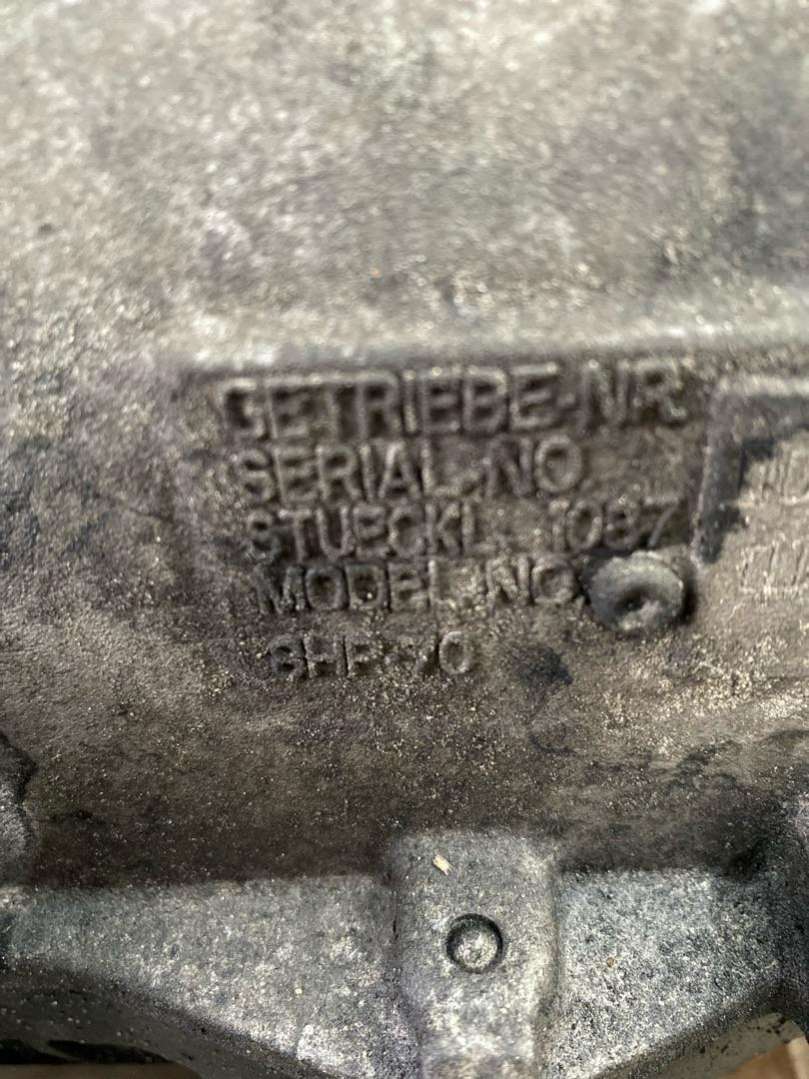 GETRIEBE-NR
SERIAL-NO
STUECKL. 1087
MODEL-NO